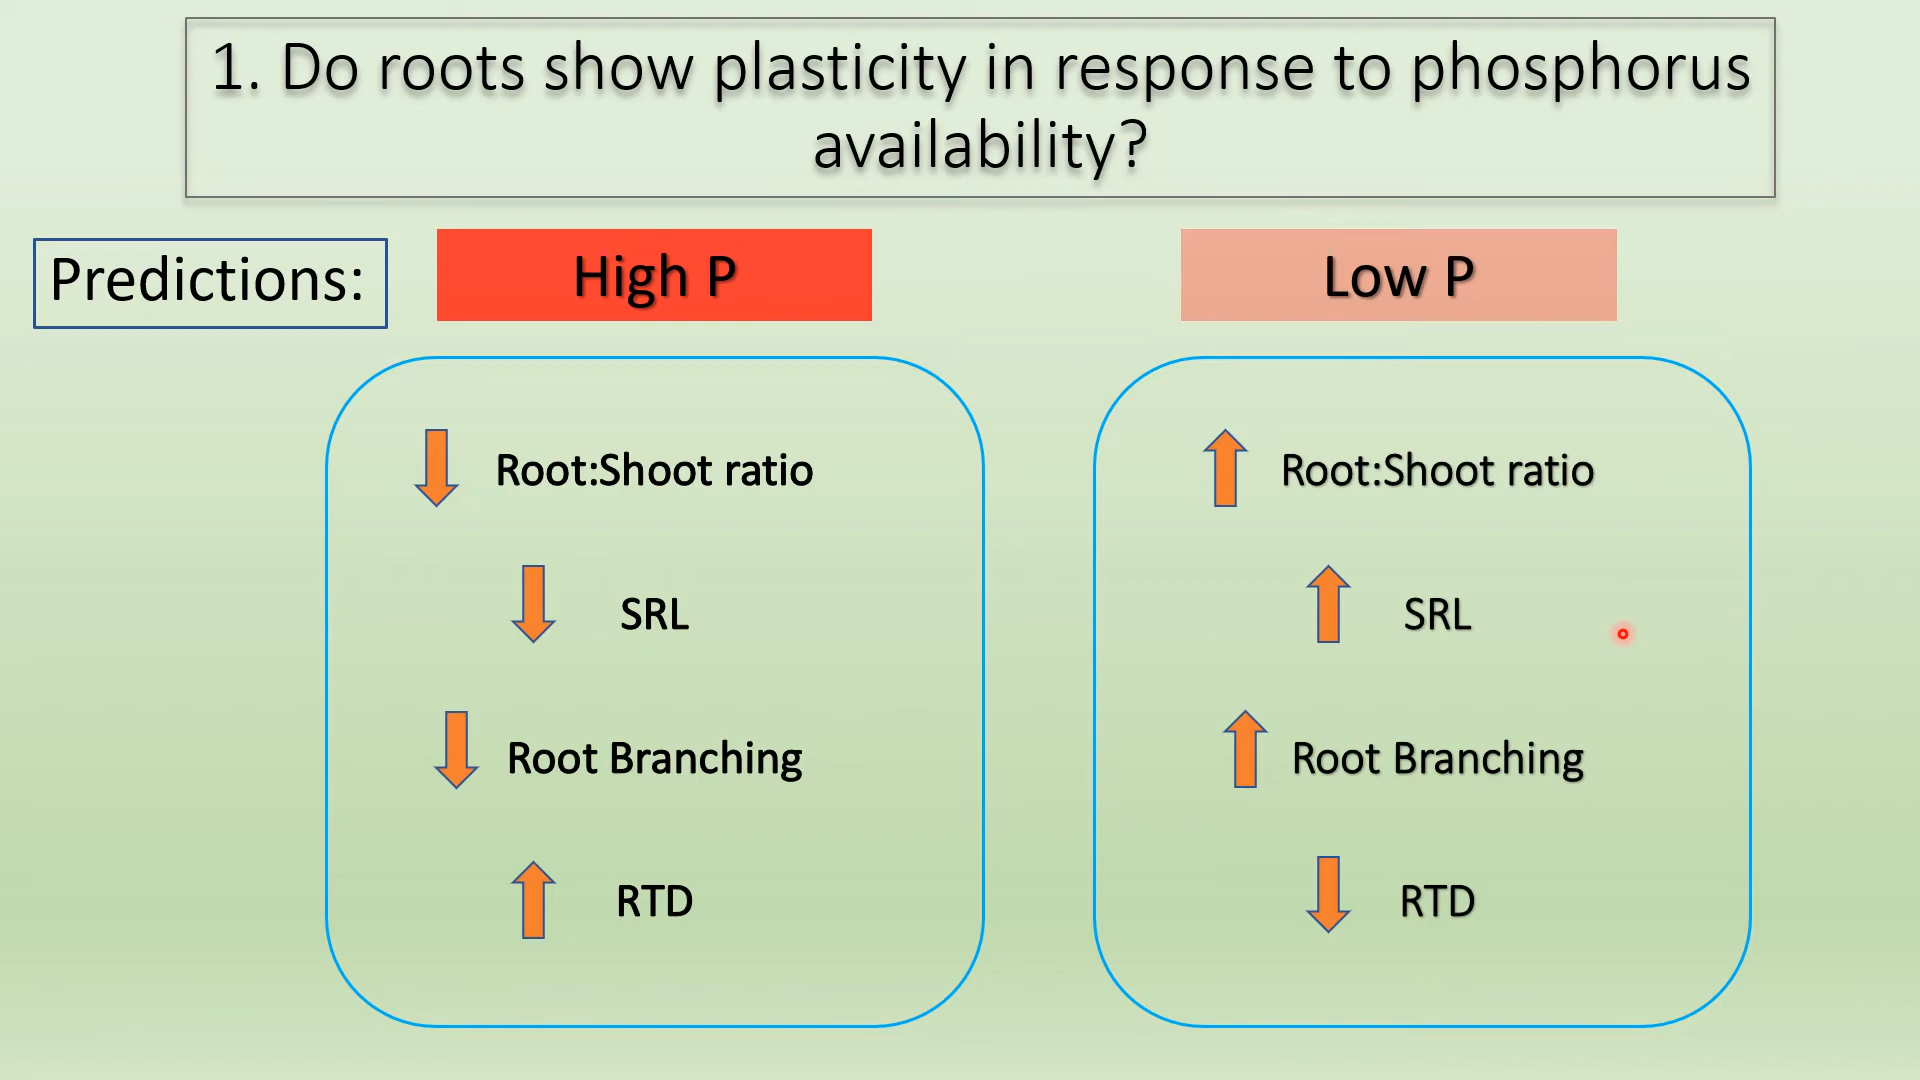 1. Do roots show plasticity in response to phosphorus
availability?
Predictions:
High P
Low P
Root:Shoot ratio
SRL
Root Branching
RTD
Root:Shoot ratio
SRL
Root Branching
RTD